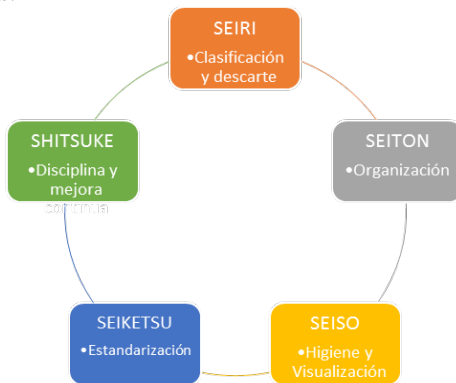 SEIRI
•Clasificación
y descarte
SEITON
•Organización
SEISO
•Higiene y
Visualización
SEIKETSU
•Estandarización
SHITSUKE
•Disciplina y
mejora
continua